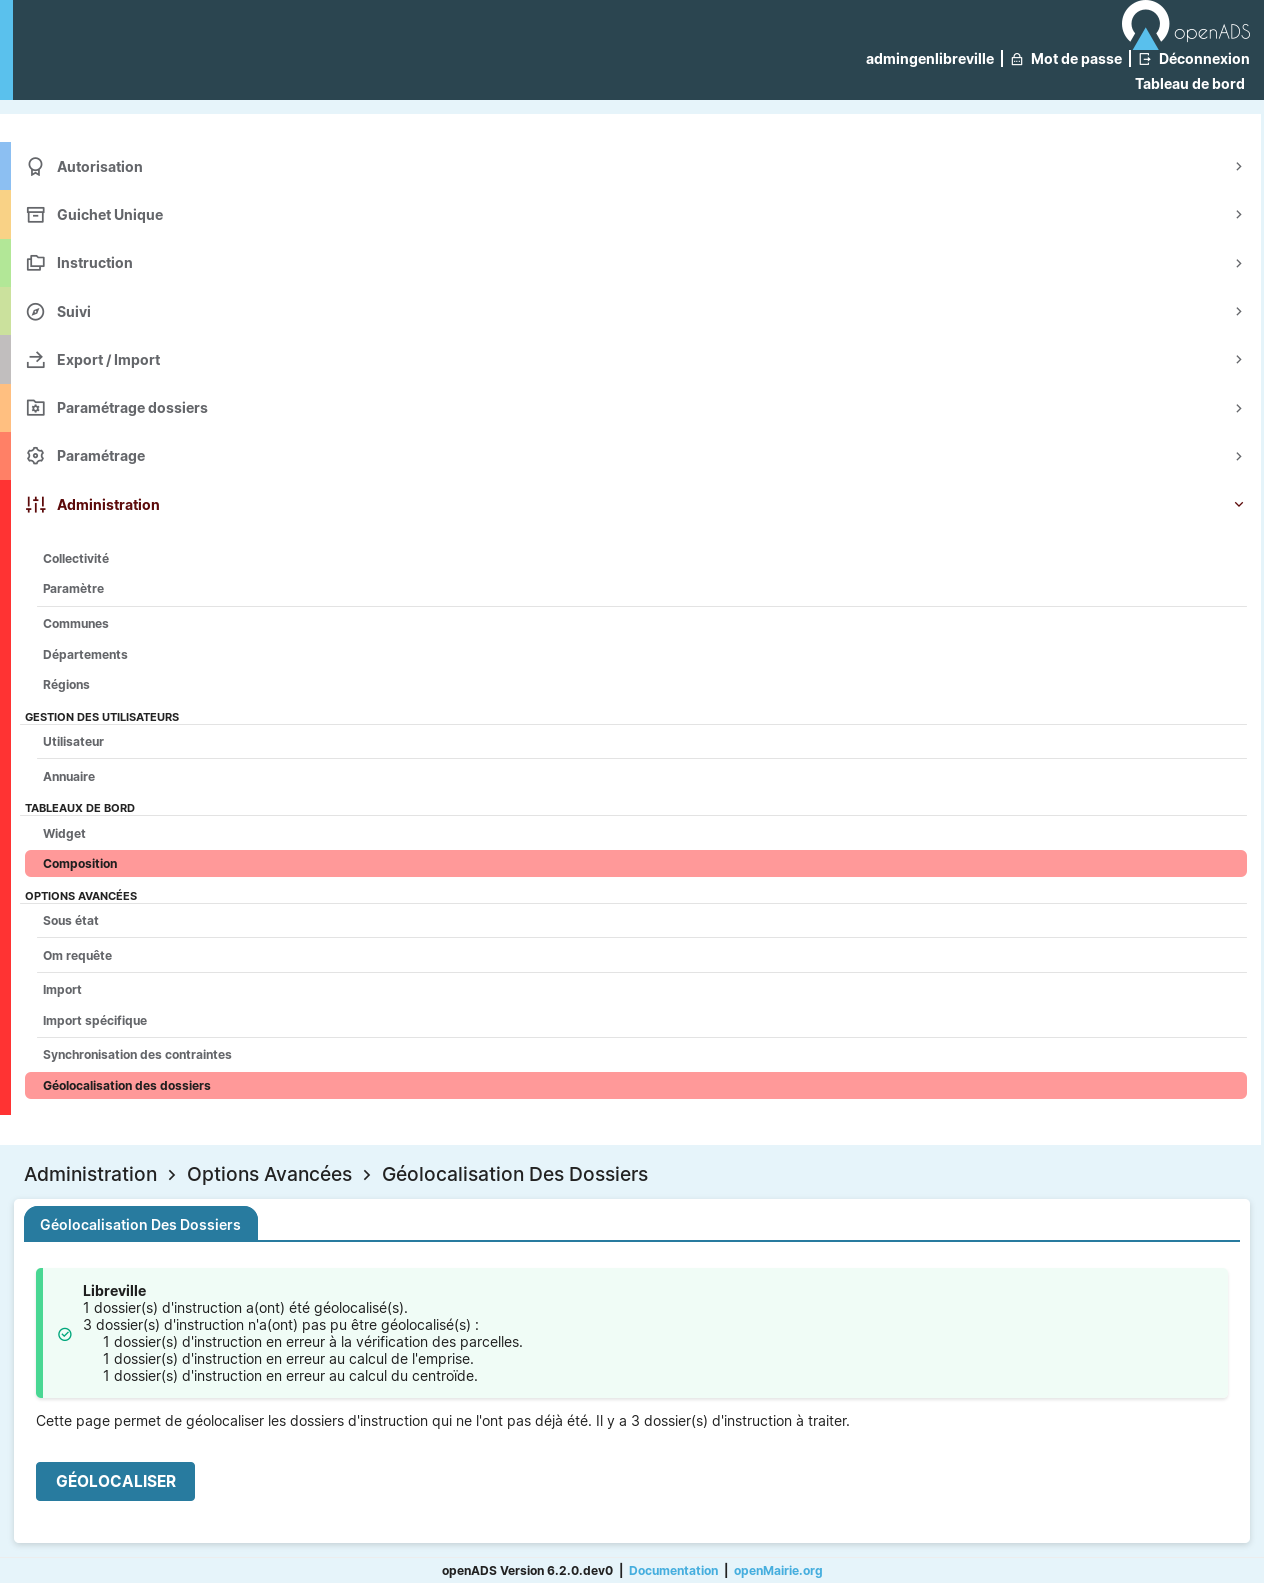 openADS
admingenlibreville | Mot de passe | Déconnexion
Tableau de bord
Autorisation
Guichet Unique
Instruction
Suivi
Export / Import
Paramétrage dossiers
Paramétrage
Administration
Collectivité
Paramètre
Communes
Départements
Régions
GESTION DES UTILISATEURS
Utilisateur
Annuaire
TABLEAUX DE BORD
Widget
Composition
OPTIONS AVANCÉES
Sous état
Om requête
Import
Import spécifique
Synchronisation des contraintes
Géolocalisation des dossiers
Administration > Options Avancées > Géolocalisation Des Dossiers
Géolocalisation Des Dossiers
Libreville
1 dossier(s) d'instruction a(ont) été géolocalisé(s).
3 dossier(s) d'instruction n'a(ont) pas pu être géolocalisé(s) :
1 dossier(s) d'instruction en erreur à la vérification des parcelles.
1 dossier(s) d'instruction en erreur au calcul de l'emprise.
1 dossier(s) d'instruction en erreur au calcul du centroïde.
Cette page permet de géolocaliser les dossiers d'instruction qui ne l'ont pas déjà été. Il y a 3 dossier(s) d'instruction à traiter.
GÉOLOCALISER
openADS Version 6.2.0.dev0 | Documentation | openMairie.org